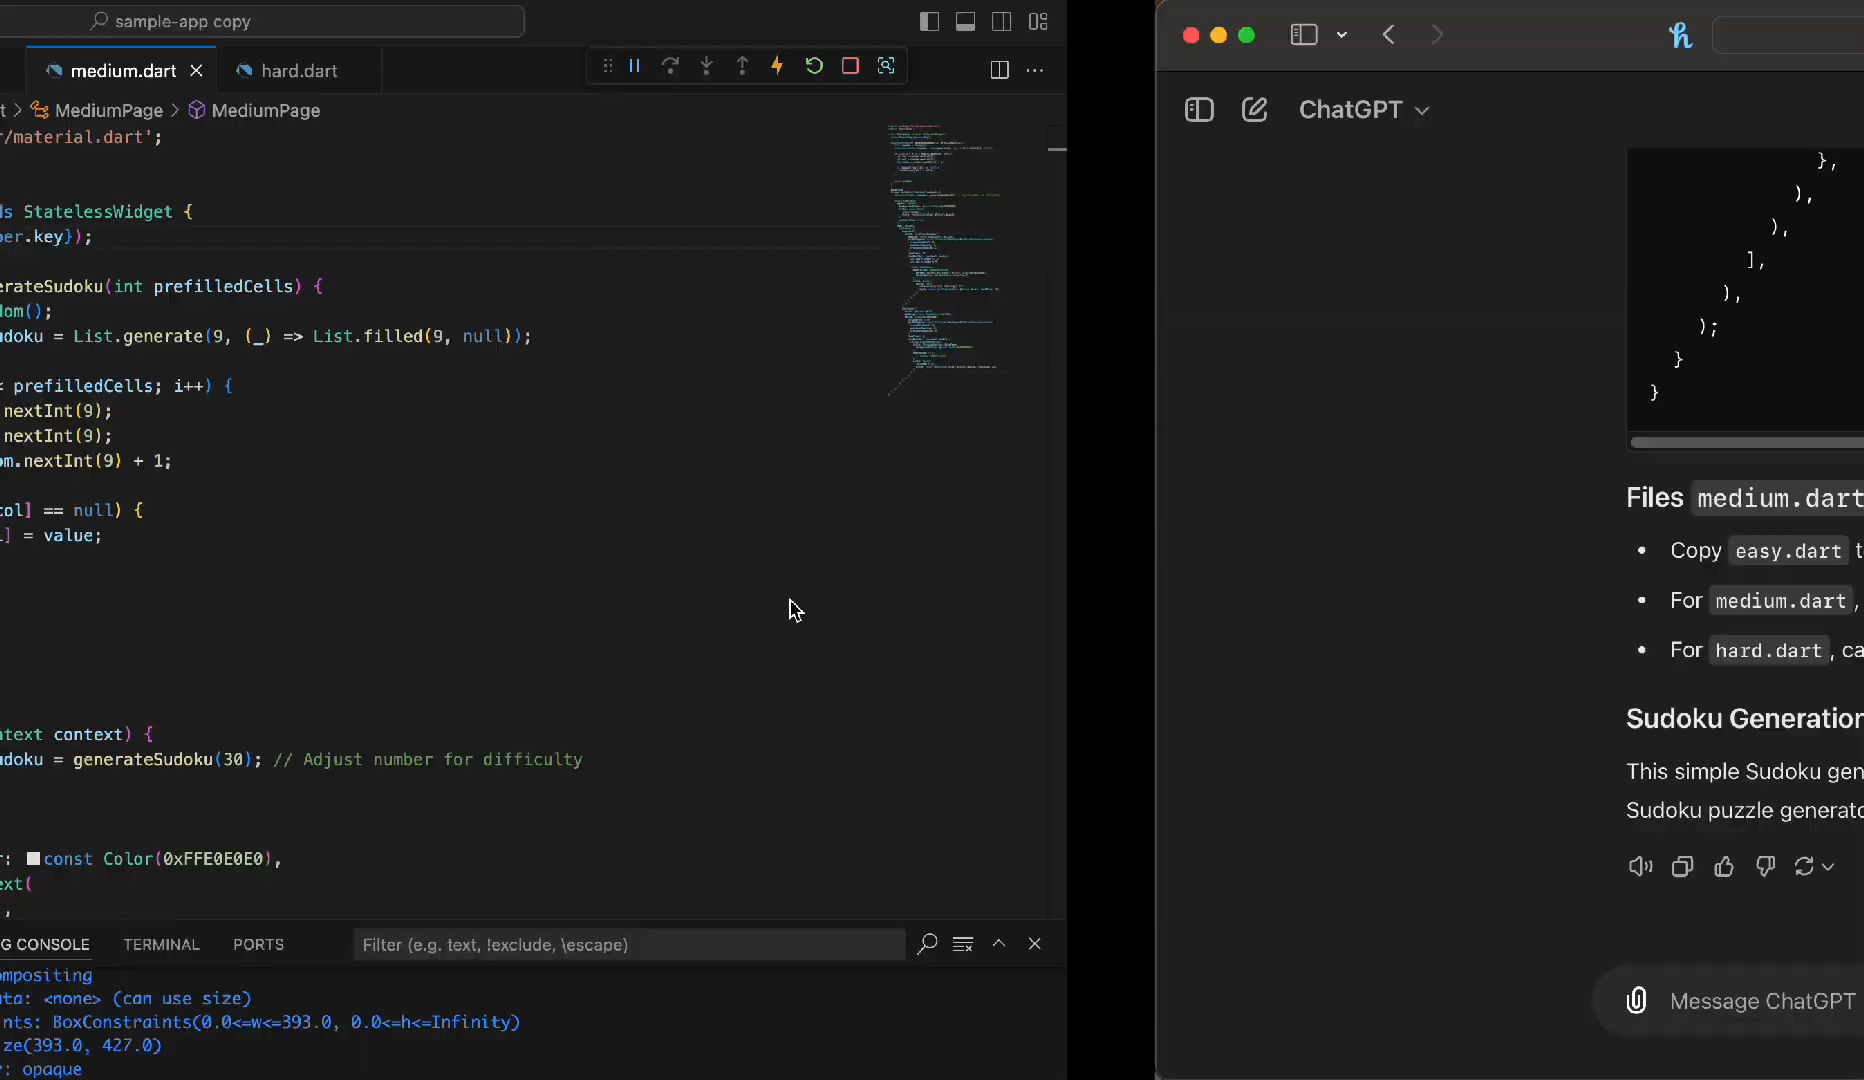 sample-app copy
medium.dart
hard.dart
t > MediumPage > MediumPage
r/material.dart';
ds StatelessWidget {
per.key});
erateSudoku(int prefilledCells) {
dom();
udoku = List.generate(9, (_) => List.filled(9, null));
< prefilledCells; i++) {
nextInt(9);
nextInt(9);
om.nextInt(9) + 1;
col] == null) {
l] = value;
ntext context) {
udoku = generateSudoku(30); // Adjust number for difficulty
r: const Color(0xFFE0E0E0),
ext(
,
G CONSOLE
TERMINAL
PORTS
Filter (e.g. text, !exclude, \escape)
ompositing
ata: <none> (can use size)
nts: BoxConstraints(0.0<=w<=393.0, 0.0<=h<=Infinity)
ze(393.0, 427.0)
r: opaque
h
ChatGPT
},
),
),
],
),
);
}
}
Files medium.dart
Copy easy.dart t
For medium.dart,
For hard.dart, ca
Sudoku Generation
This simple Sudoku gen
Sudoku puzzle generato
Message ChatGPT